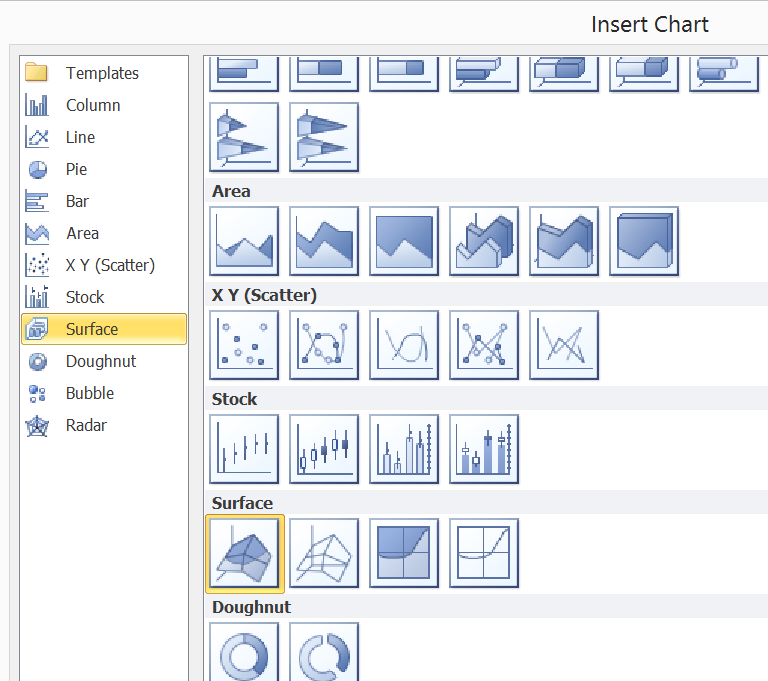 Insert Chart
Templates
Column
Line
Pie
Bar
Area
X Y (Scatter)
Stock
Surface
Doughnut
Bubble
Radar
Area
X Y (Scatter)
Stock
Surface
Doughnut